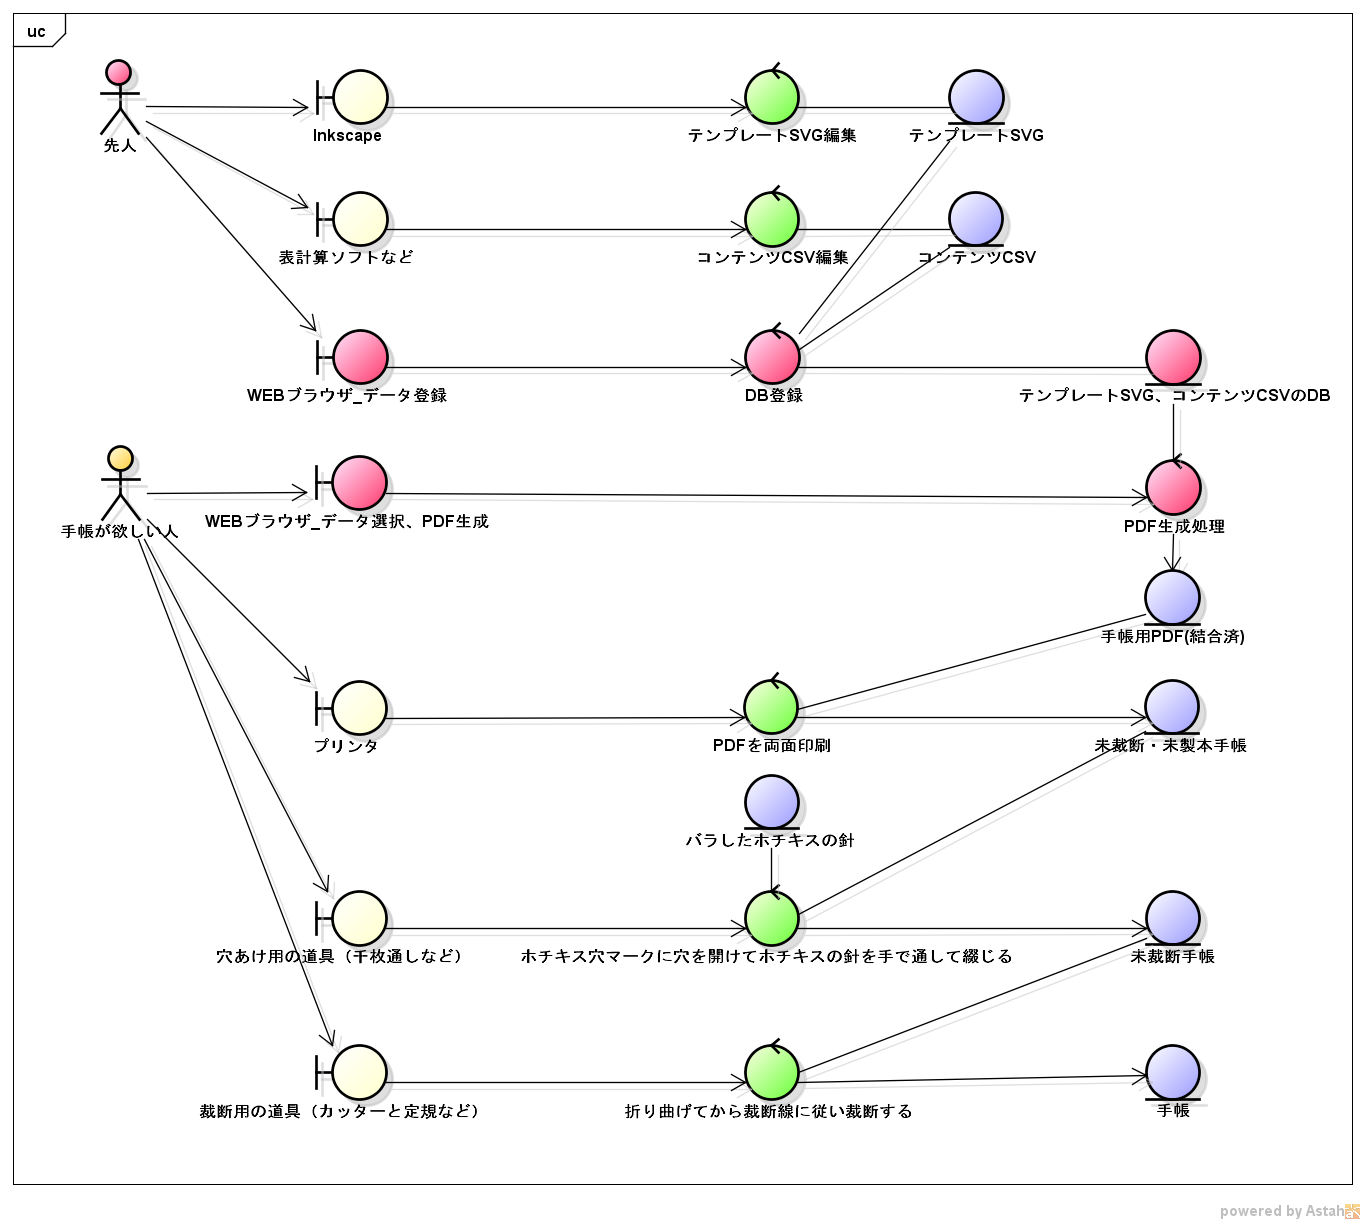 uc
先人
Inkscape
テンプレートSVG編集
テンプレートSVG
表計算ソフトなど
コンテンツCSV編集
コンテンツCSV
WEBブラウザ_データ登録
DB登録
テンプレートSVG、コンテンツCSVのDB
手帳が欲しい人
WEBブラウザ_データ選択、PDF生成
PDF生成処理
手帳用PDF(結合済)
プリンタ
PDFを両面印刷
未裁断・未製本手帳
バラしたホチキスの針
穴あけ用の道具（千枚通しなど）
ホチキス穴マークに穴を開けてホチキスの針を手で通して綴じる
未裁断手帳
裁断用の道具（カッターと定規など）
折り曲げてから裁断線に従い裁断する
手帳
powered by Astah